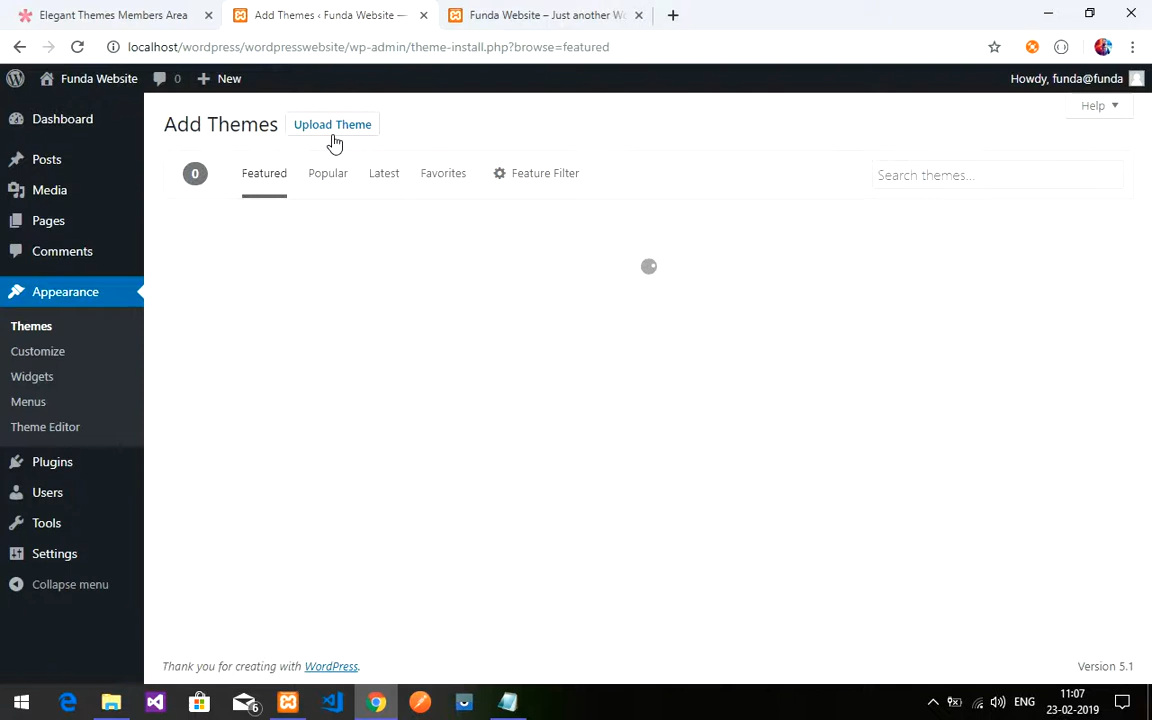 Elegant Themes Members Area
Add Themes ‹ Funda Website —
Funda Website – Just another Wo
localhost/wordpress/wordpresswebsite/wp-admin/theme-install.php?browse=featured
Funda Website
0
New
Howdy, funda@funda
Help
Dashboard
Posts
Media
Pages
Comments
Appearance
Themes
Customize
Widgets
Menus
Theme Editor
Plugins
Users
Tools
Settings
Collapse menu
Add Themes
Upload Theme
0
Featured
Popular
Latest
Favorites
Feature Filter
Search themes...
Thank you for creating with WordPress.
Version 5.1
6
ENG
11:07
23-02-2019